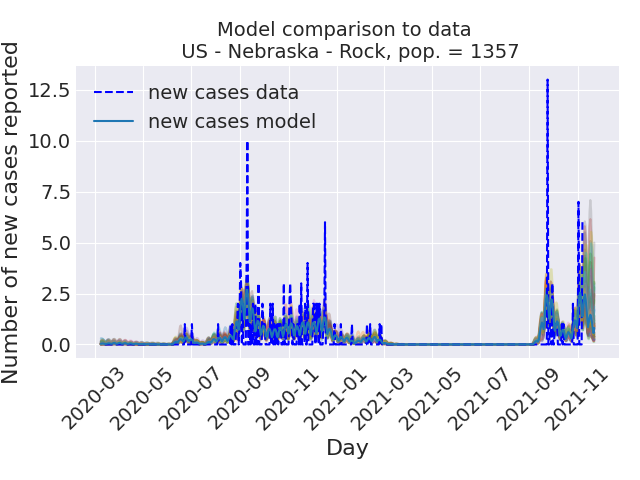 Model comparison to data
US - Nebraska - Rock, pop. = 1357
Number of new cases reported
12.5
10.0
7.5
5.0
2.5
0.0
new cases data
new cases model
2020-03
2020-05
2020-07
2020-09
2020-11
2021-01
2021-03
2021-05
2021-07
2021-09
2021-11
Day